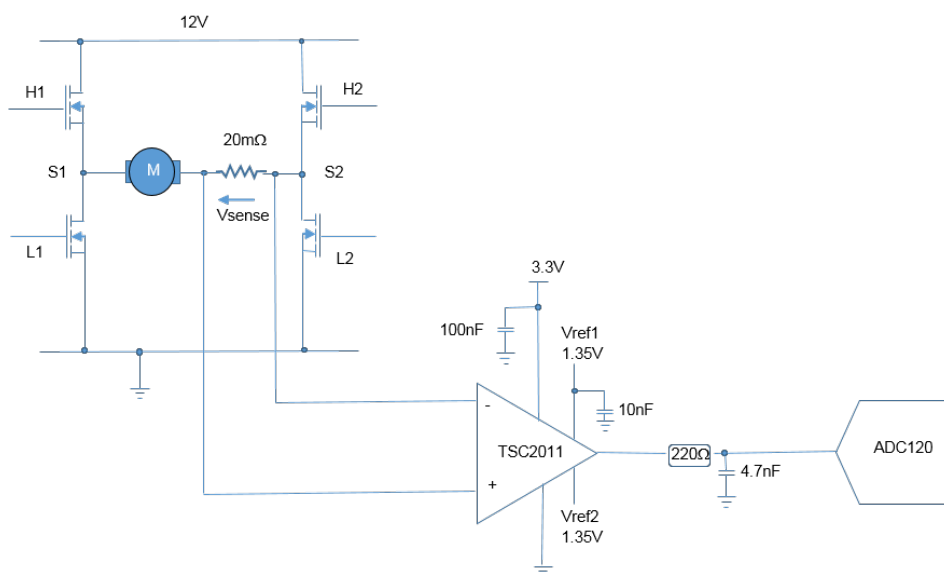 12V
H1
H2
20mΩ
S1
M
S2
Vsense
L1
L2
3.3V
100nF
Vref1
1.35V
10nF
-
TSC2011
+
220Ω
4.7nF
ADC120
Vref2
1.35V